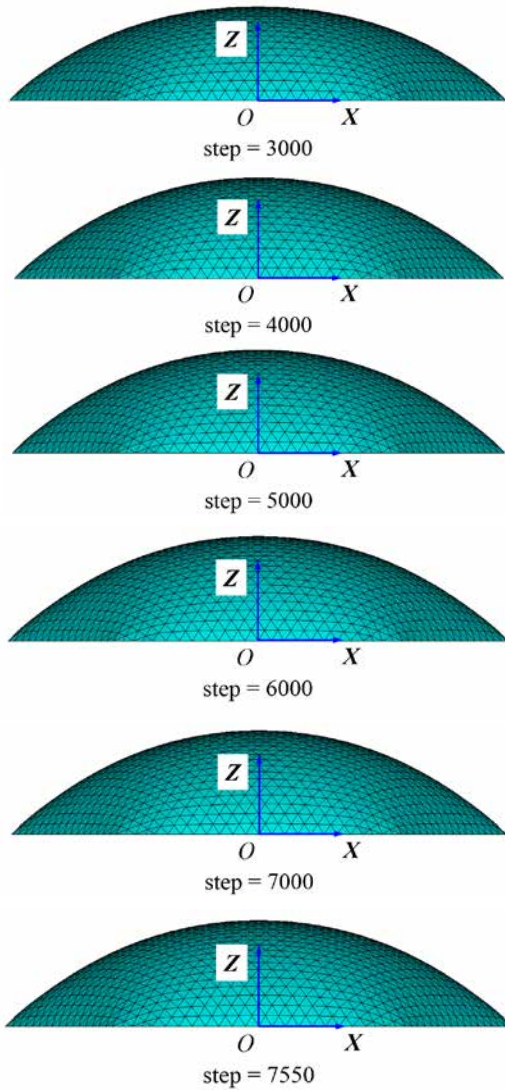 Z
O X
step = 3000
Z
O X
step = 4000
Z
O X
step = 5000
Z
O X
step = 6000
Z
O X
step = 7000
Z
O X
step = 7550